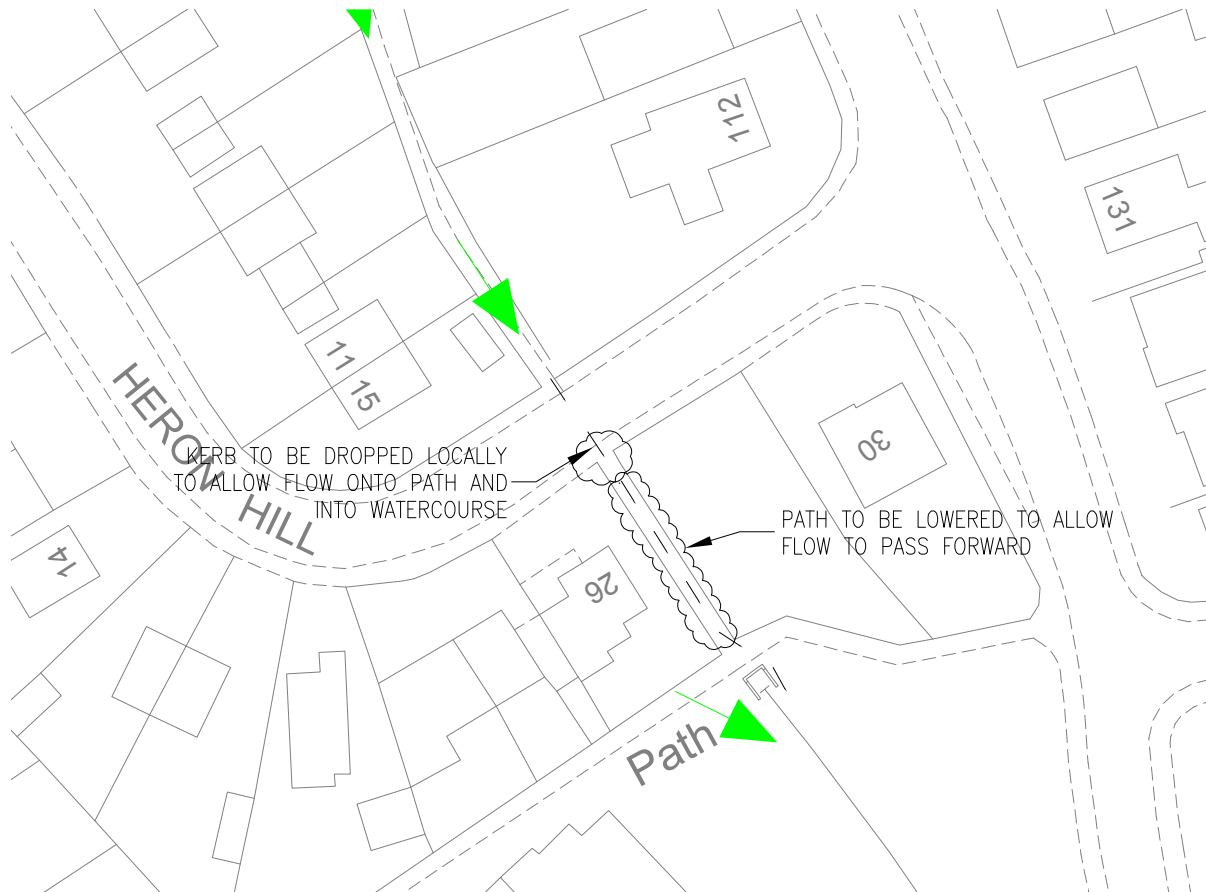 112
131
11
15
HERON HILL
KERB TO BE DROPPED LOCALLY
TO ALLOW FLOW ONTO PATH AND
INTO WATERCOURSE
30
PATH TO BE LOWERED TO ALLOW
FLOW TO PASS FORWARD
14
26
Path